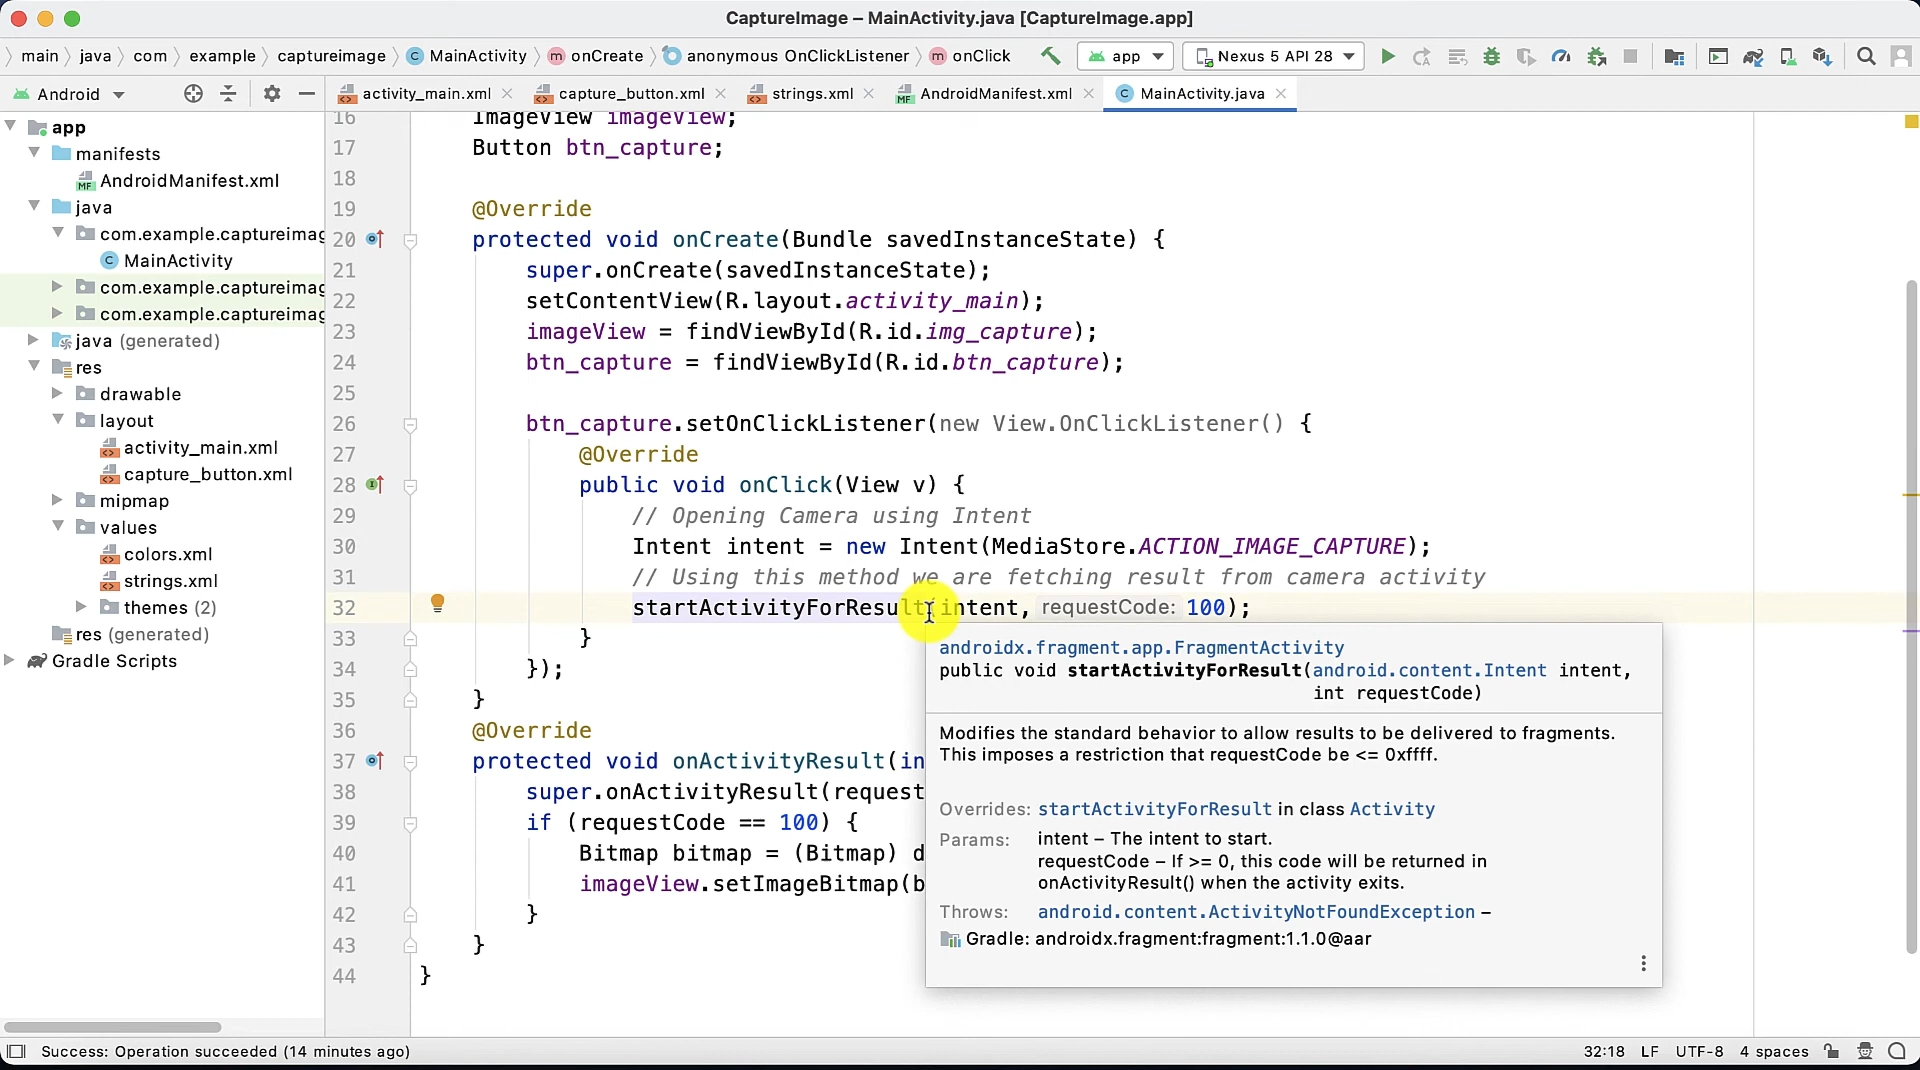 CaptureImage – MainActivity.java [CaptureImage.app]
main java com example captureimage MainActivity onCreate anonymous OnClickListener onClick app Nexus 5 API 28
Android
activity_main.xml capture_button.xml strings.xml AndroidManifest.xml MainActivity.java
app
manifests
AndroidManifest.xml
java
com.example.captureimag
MainActivity
com.example.captureimag
com.example.captureimag
java (generated)
res
drawable
layout
activity_main.xml
capture_button.xml
mipmap
values
colors.xml
strings.xml
themes (2)
res (generated)
Gradle Scripts
16 ImageView imageView;
17 Button btn_capture;
18
19 @Override
20 protected void onCreate(Bundle savedInstanceState) {
21 super.onCreate(savedInstanceState);
22 setContentView(R.layout.activity_main);
23 imageView = findViewById(R.id.img_capture);
24 btn_capture = findViewById(R.id.btn_capture);
25
26 btn_capture.setOnClickListener(new View.OnClickListener() {
27 @Override
28 public void onClick(View v) {
29 // Opening Camera using Intent
30 Intent intent = new Intent(MediaStore.ACTION_IMAGE_CAPTURE);
31 // Using this method we are fetching result from camera activity
32 startActivityForResult(intent, requestCode: 100);
33 }
34 });
35 }
36 @Override
37 protected void onActivityResult(in
38 super.onActivityResult(request
39 if (requestCode == 100) {
40 Bitmap bitmap = (Bitmap) d
41 imageView.setImageBitmap(b
42 }
43 }
44 }
androidx.fragment.app.FragmentActivity
public void startActivityForResult(android.content.Intent intent,
int requestCode)
Modifies the standard behavior to allow results to be delivered to fragments.
This imposes a restriction that requestCode be <= 0xffff.
Overrides: startActivityForResult in class Activity
Params: intent – The intent to start.
requestCode – If >= 0, this code will be returned in
onActivityResult() when the activity exits.
Throws: android.content.ActivityNotFoundException –
Gradle: androidx.fragment:fragment:1.1.0@aar
Success: Operation succeeded (14 minutes ago) 32:18 LF UTF-8 4 spaces